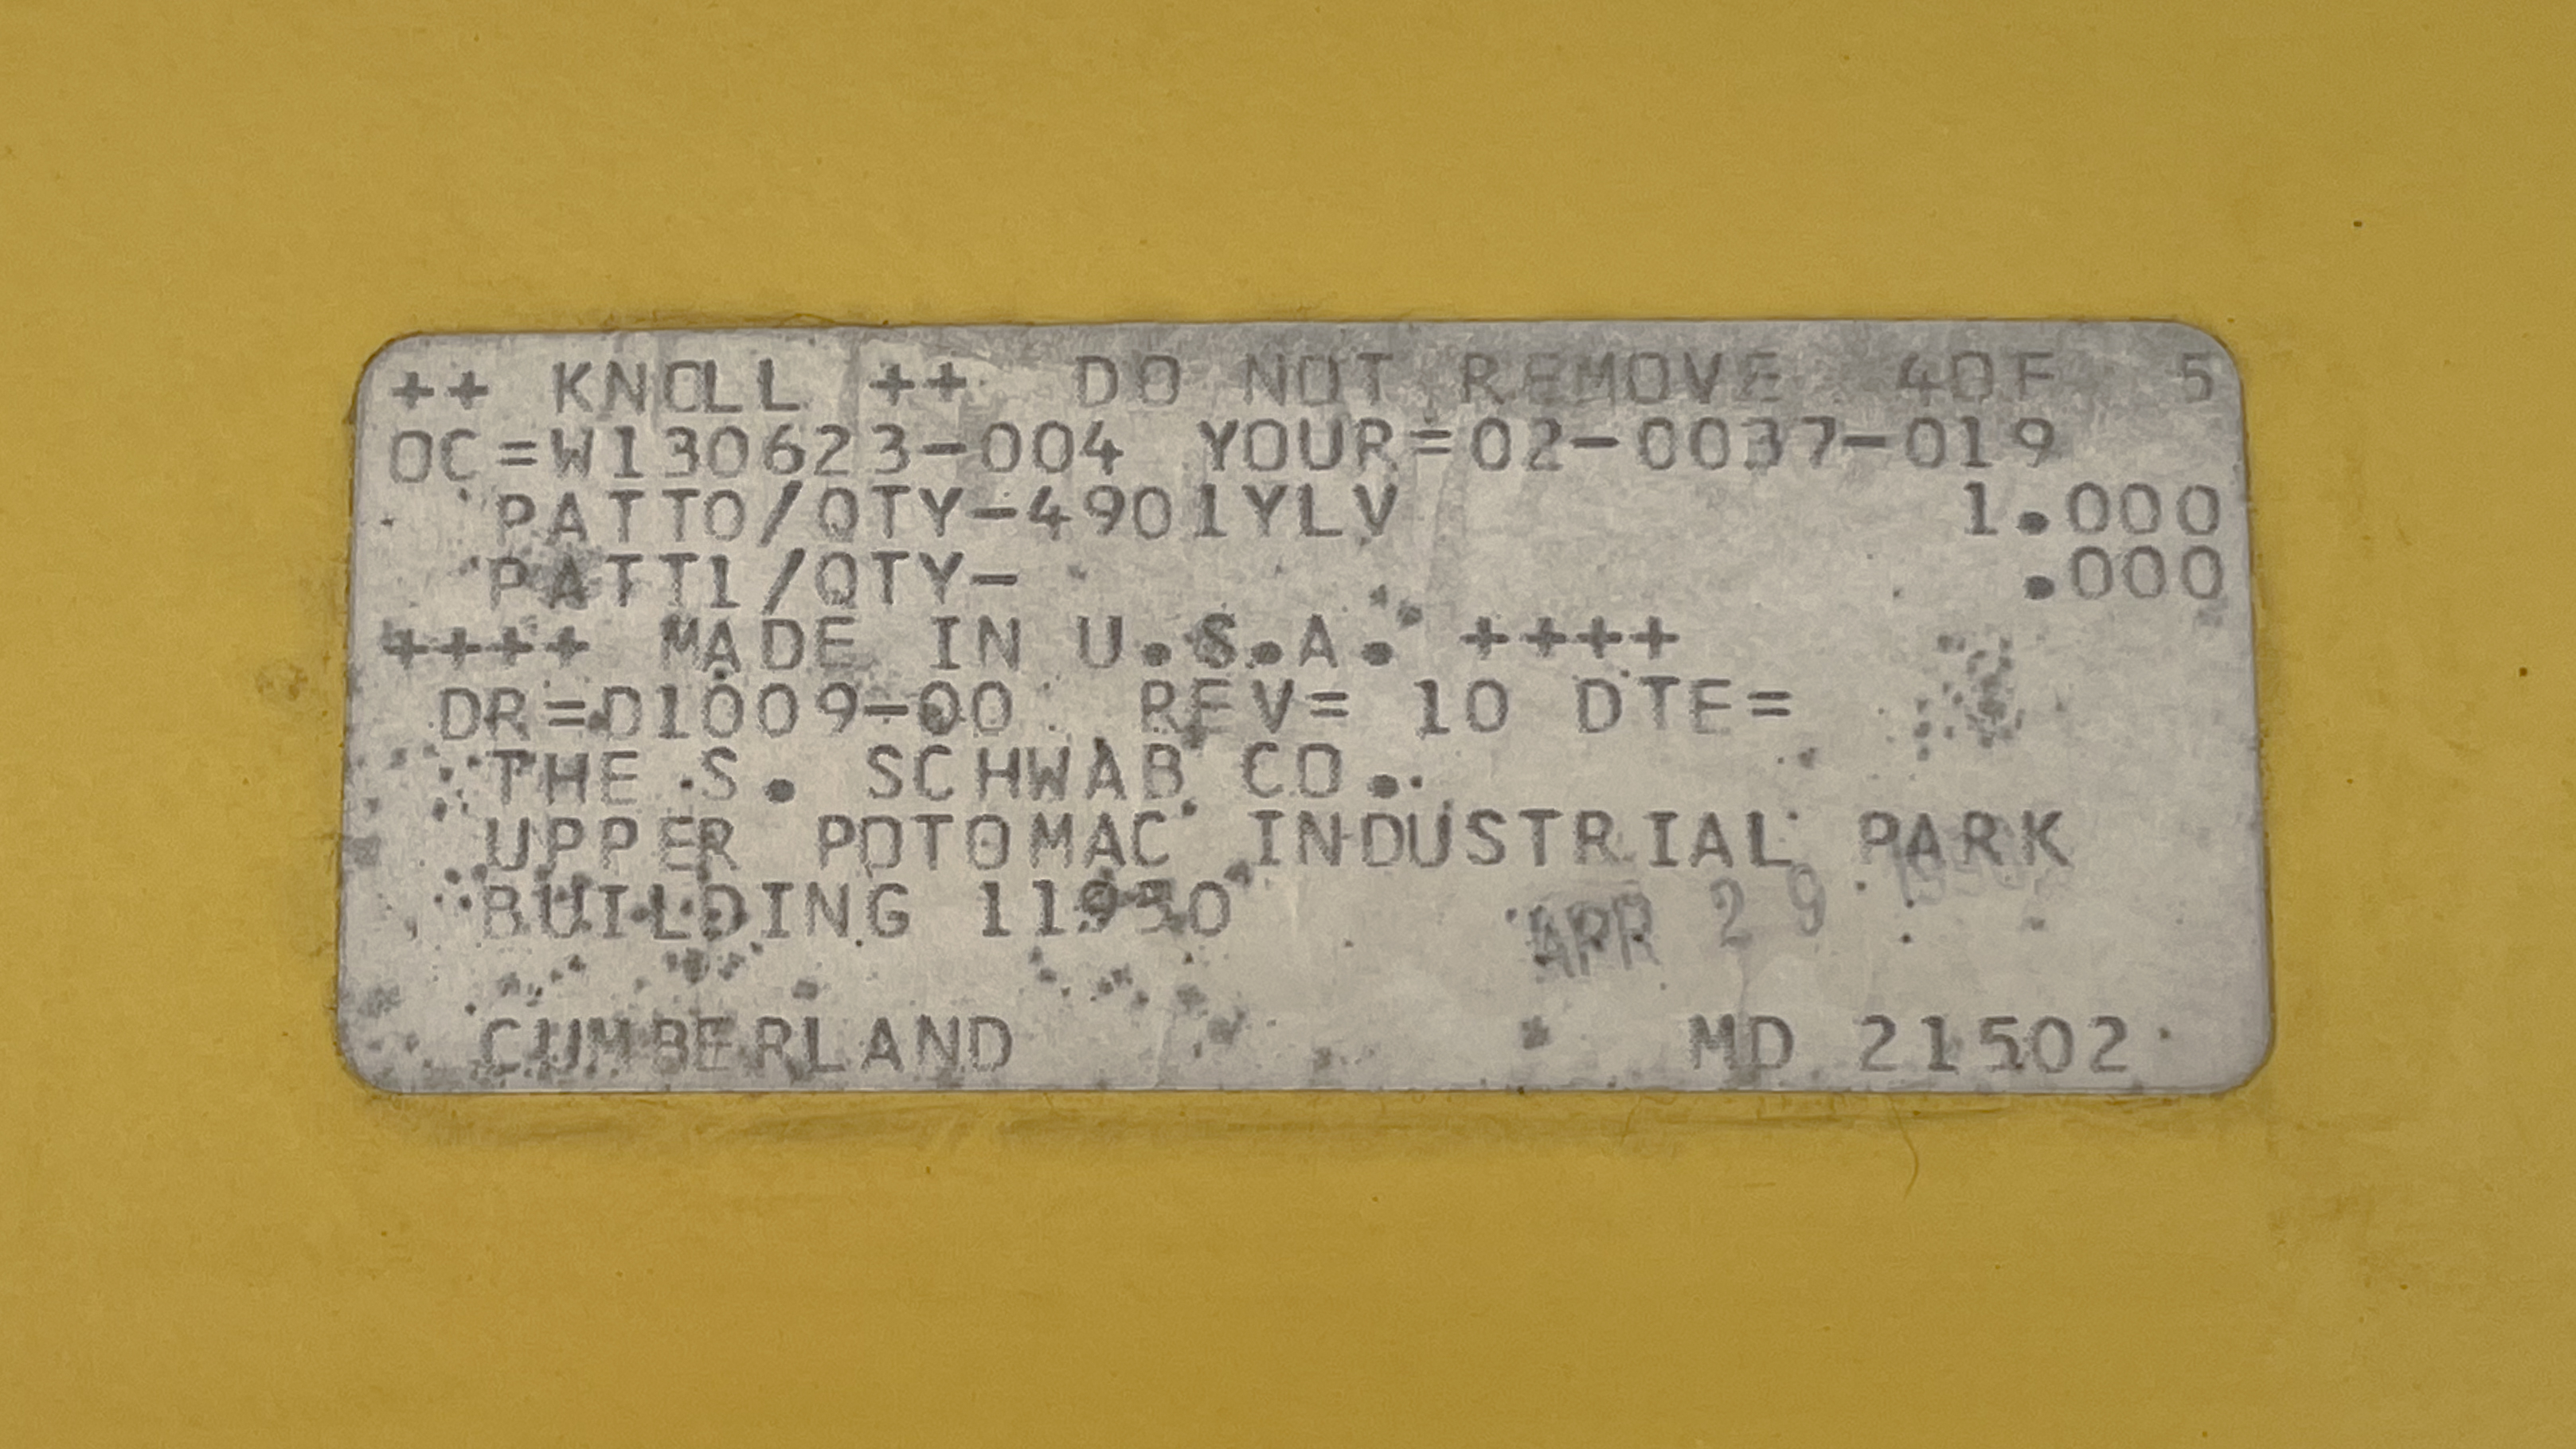 ++ KNOLL ++ DO NOT REMOVE 4OF 5
OC=W130623-004 YOUR=02-0037-019
PATTO/QTY-4901YLV 1.000
PATT1/QTY- .000
++++ MADE IN U.S.A. ++++
DR=D1009-00 REV= 10 DTE=
THE S. SCHWAB CO.
UPPER POTOMAC INDUSTRIAL PARK
BUILDING 11950
APR 29
CUMBERLAND MD 21502